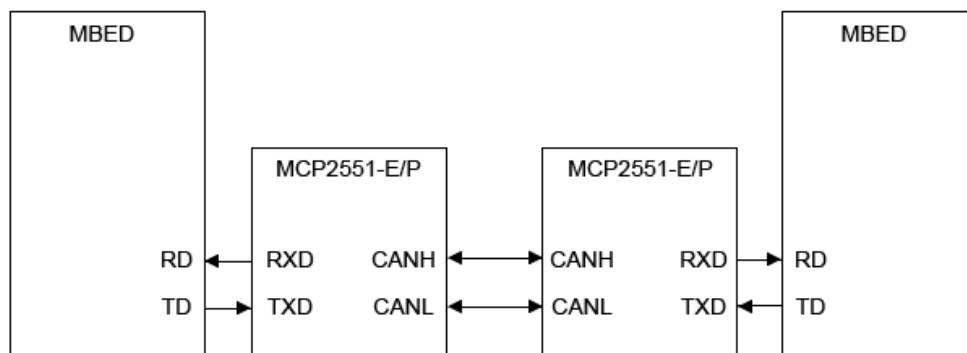 MBED
MBED
MCP2551-E/P
MCP2551-E/P
RD RXD CANH CANH RXD RD
TD TXD CANL CANL TXD TD